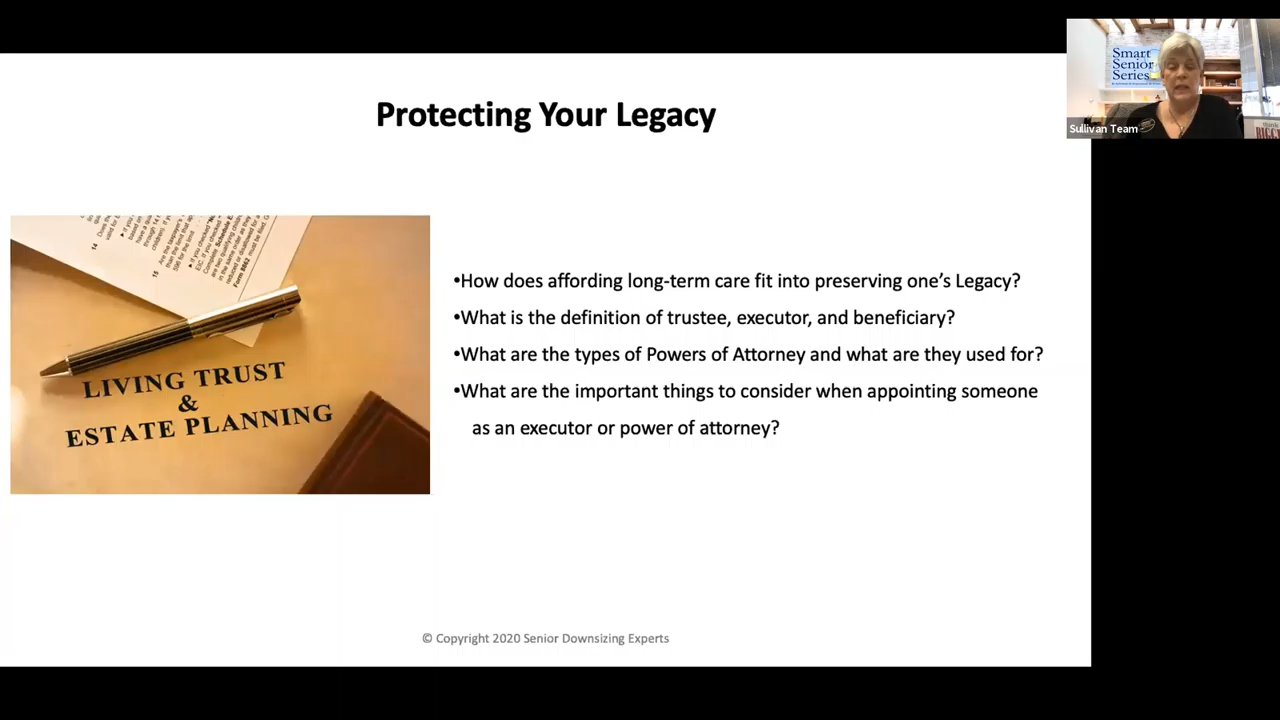 Protecting Your Legacy
Smart
Senior
Series
Sullivan Team
•How does affording long-term care fit into preserving one’s Legacy?
•What is the definition of trustee, executor, and beneficiary?
•What are the types of Powers of Attorney and what are they used for?
•What are the important things to consider when appointing someone
as an executor or power of attorney?
LIVING TRUST
&
ESTATE PLANNING
© Copyright 2020 Senior Downsizing Experts